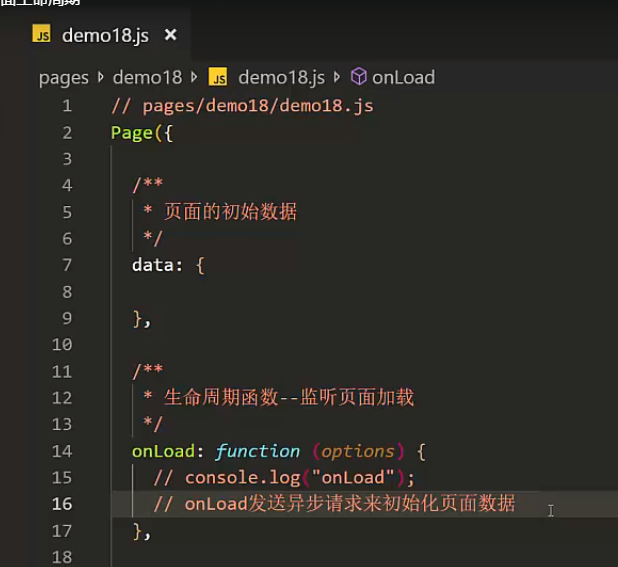 demo18.js ×
pages demo18 JS demo18.js onLoad
1 // pages/demo18/demo18.js
2 Page({
3
4 /**
5 * 页面的初始数据
6 */
7 data: {
8
9 },
10
11 /**
12 * 生命周期函数--监听页面加载
13 */
14 onLoad: function (options) {
15 // console.log("onLoad");
16 // onLoad发送异步请求来初始化页面数据
17 },
18